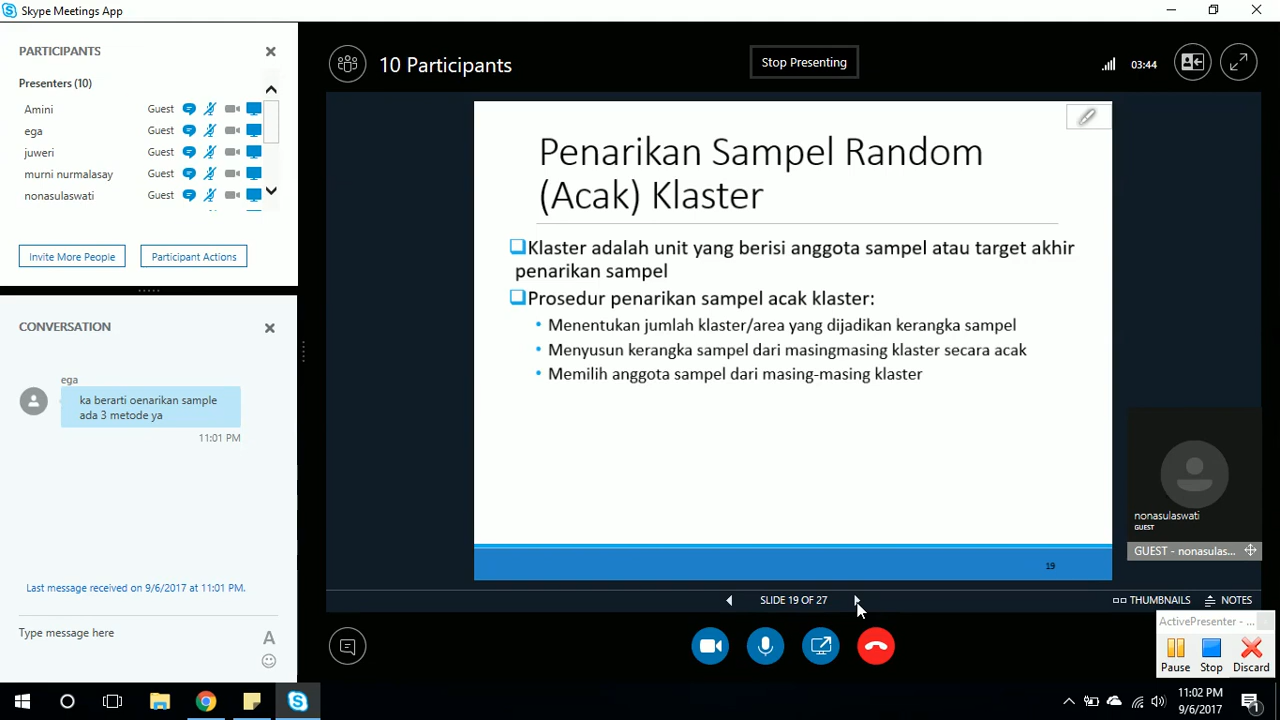 Skype Meetings App
PARTICIPANTS
Presenters (10)
Amini Guest
ega Guest
juweri Guest
murni nurmalasay Guest
nonasulaswati Guest
Invite More People
Participant Actions
CONVERSATION
ega
ka berarti oenarikan sample
ada 3 metode ya
11:01 PM
Last message received on 9/6/2017 at 11:01 PM.
Type message here
A
10 Participants
Stop Presenting
03:44
Penarikan Sampel Random
(Acak) Klaster
Klaster adalah unit yang berisi anggota sampel atau target akhir
penarikan sampel
Prosedur penarikan sampel acak klaster:
• Menentukan jumlah klaster/area yang dijadikan kerangka sampel
• Menyusun kerangka sampel dari masingmasing klaster secara acak
• Memilih anggota sampel dari masing-masing klaster
19
nonasulaswati
GUEST
GUEST - nonasulas...
SLIDE 19 OF 27
THUMBNAILS
NOTES
ActivePresenter - ...
Pause
Stop
Discard
11:02 PM
9/6/2017
1